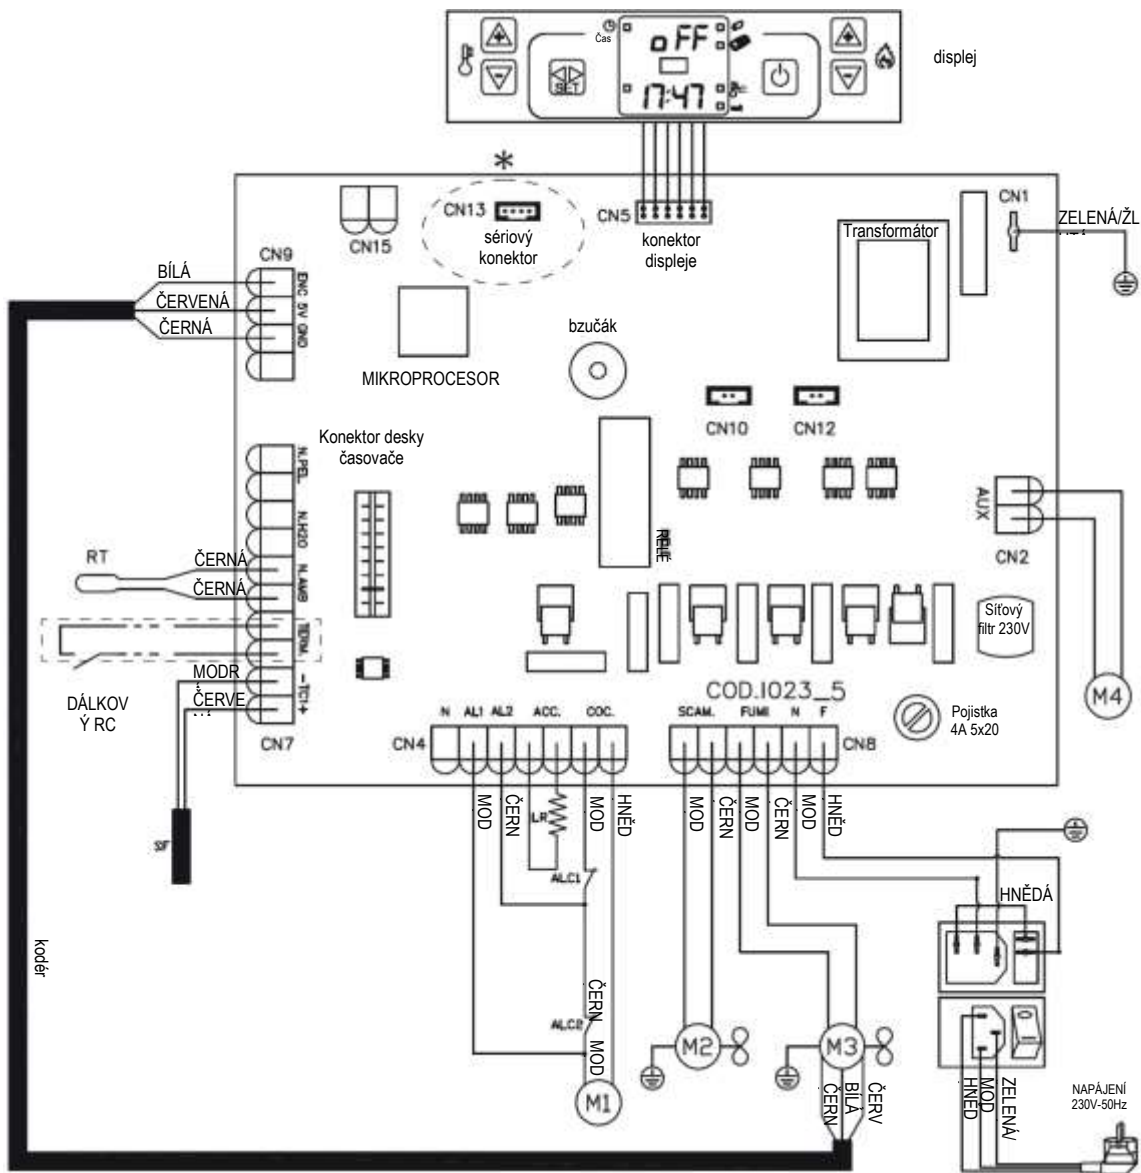 Čas
oFF
SET
17:47
displej
*
CN13
sériový
konektor
CN15
CN5
konektor
displeje
Transformátor
CN1
ZELENÁ/ŽL
CN9
BÍLÁ
ČERVENÁ
ČERNÁ
ENC
5V
GND
MIKROPROCESOR
bzučák
CN10
CN12
Konektor desky
časovače
RELÉ
AUX
CN2
N.PEL
N.H2O
N.AMB
TERM
-TC1+
RT
ČERNÁ
ČERNÁ
DÁLKOV
Ý RC
MODR
ČERVE
CN7
SF
Síťový
filtr 230V
M4
COD.I023_5
Pojistka
4A 5x20
N AL1 AL2 ACC. COC.
CN4
SCAM. FUMI N F
CN8
MOD
ČERN
LR
MOD
HNĚD
MOD
ČERN
MOD
ČERN
MOD
HNĚD
ALC1
HNĚDÁ
kodér
ČERN
ALC2
MOD
M1
M2
M3
ČERN
BÍLÁ
ČERV
HNĚD
MOD
ZELENÁ/
NAPÁJENÍ
230V-50Hz